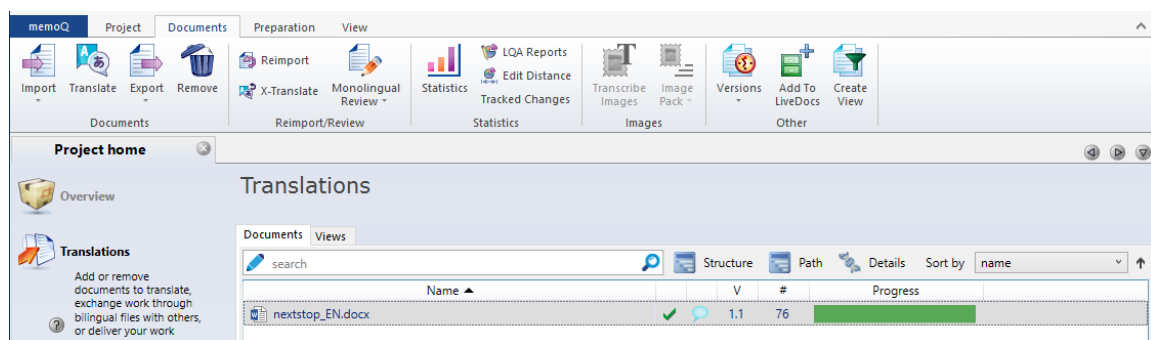 memoQ Project Documents Preparation View
Import Translate Export Remove
Documents
Reimport
X-Translate
Monolingual
Review
Reimport/Review
Statistics
LQA Reports
Edit Distance
Tracked Changes
Statistics
Transcribe
Images
Image
Pack
Images
Versions
Add To
LiveDocs
Create
View
Other
Project home
Overview
Translations
Add or remove
documents to translate,
exchange work through
bilingual files with others,
or deliver your work
Translations
Documents Views
search Structure Path Details Sort by name
Name V # Progress
nextstop_EN.docx 1.1 76